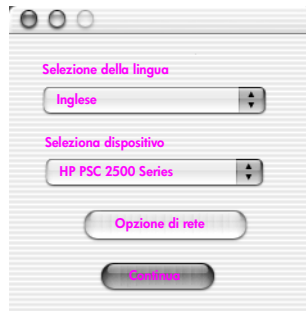 Selezione della lingua
Inglese
Seleziona dispositivo
HP PSC 2500 Series
Opzione di rete
Continua